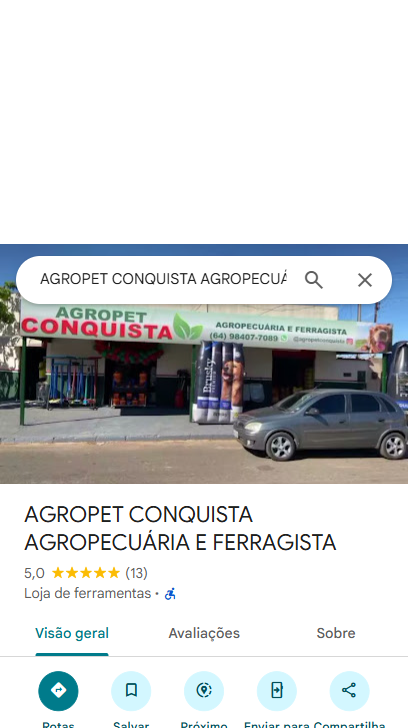 AGROPET CONQUISTA AGROPECUÁ
AGROPET
CONQUISTA
AGROPECUÁRIA E FERRAGISTA
(64) 98407-7089
@agropetconquista
AGROPET CONQUISTA
AGROPECUÁRIA E FERRAGISTA
5,0 ★★★★★ (13)
Loja de ferramentas ·
Visão geral
Avaliações
Sobre
Rotas
Salvar
Próximo
Enviar para
Compartilha